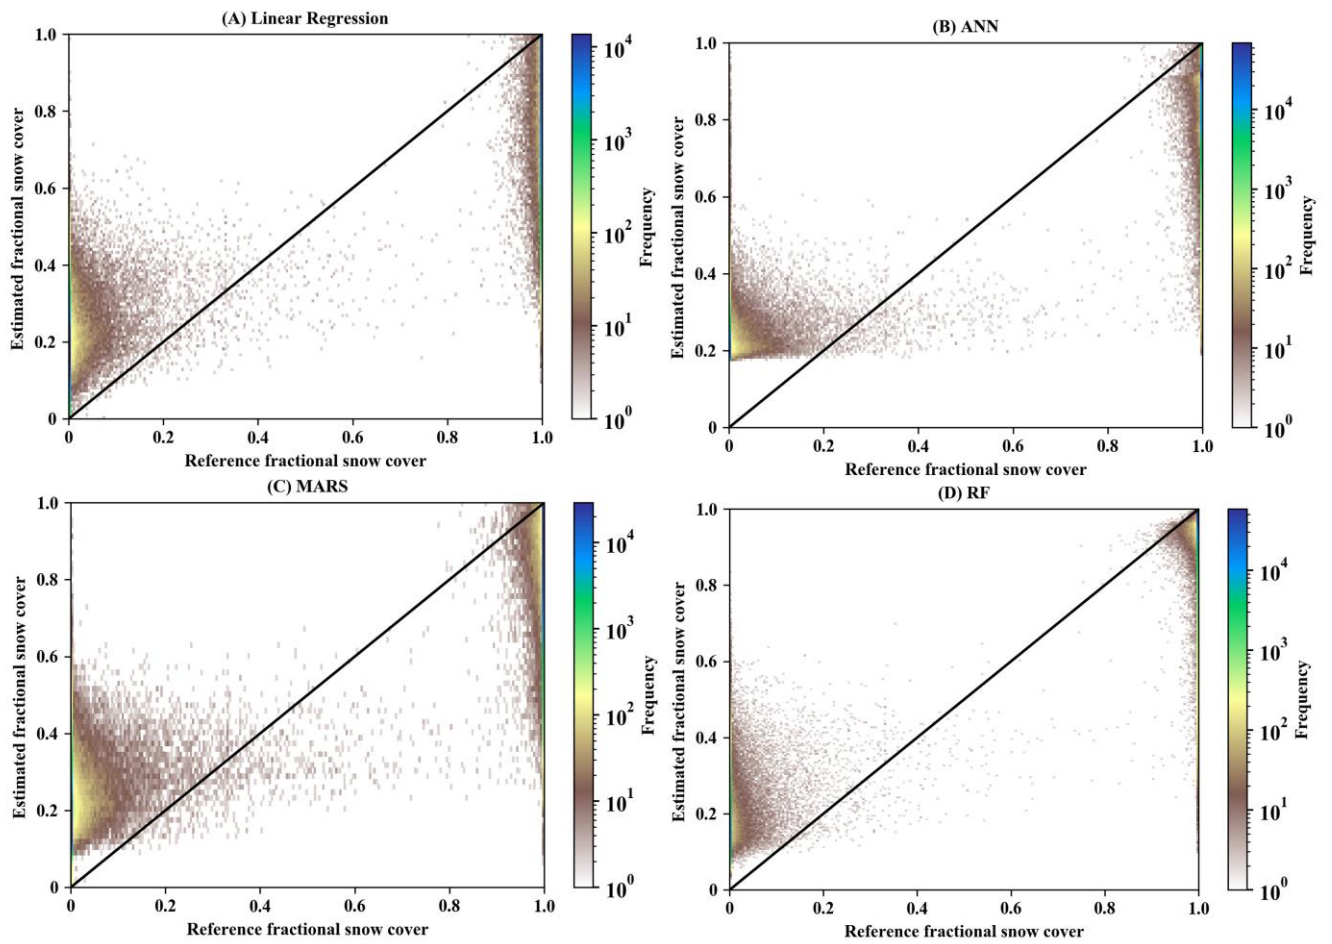 (A) Linear Regression
1.0
0.8
0.6
0.4
0.2
0
Estimated fractional snow cover
0 0.2 0.4 0.6 0.8 1.0
Reference fractional snow cover
10^4
10^3
10^2
10^1
10^0
Frequency
(B) ANN
1.0
0.8
0.6
0.4
0.2
0
Estimated fractional snow cover
0 0.2 0.4 0.6 0.8 1.0
Reference fractional snow cover
10^4
10^3
10^2
10^1
10^0
Frequency
(C) MARS
1.0
0.8
0.6
0.4
0.2
0
Estimated fractional snow cover
0 0.2 0.4 0.6 0.8 1.0
Reference fractional snow cover
10^4
10^3
10^2
10^1
10^0
Frequency
(D) RF
1.0
0.8
0.6
0.4
0.2
0
Estimated fractional snow cover
0 0.2 0.4 0.6 0.8 1.0
Reference fractional snow cover
10^4
10^3
10^2
10^1
10^0
Frequency